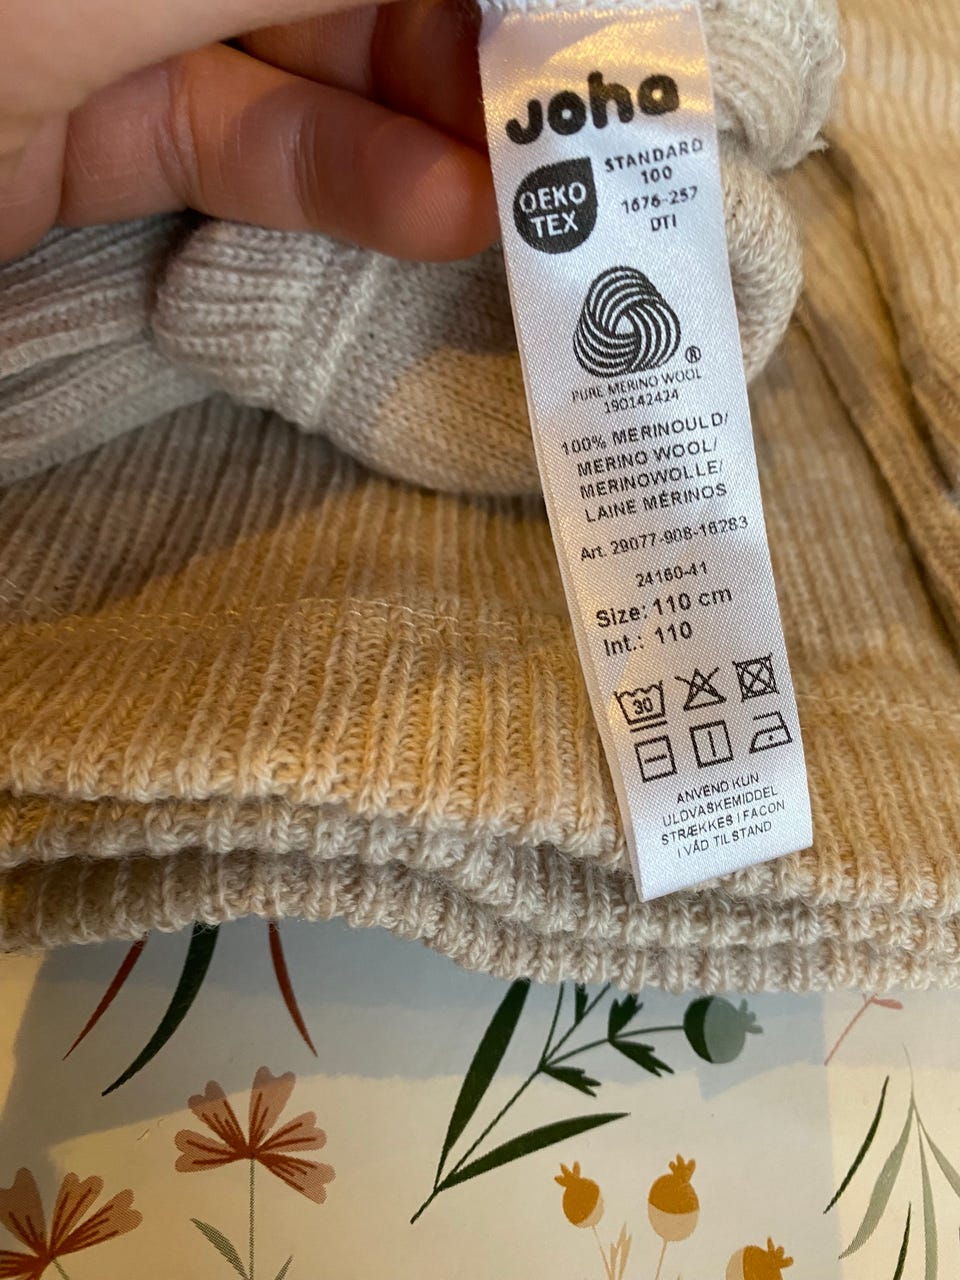 joha
OEKO
TEX
STANDARD
100
1676-257
DTI
®
PURE MERINO WOOL
190142424
100% MERINOULD/
MERINO WOOL/
MERINOWOLLE/
LAINE MÉRINOS
Art. 29077-908-16283
24160-41
Size: 110 cm
Int.: 110
30
ANVEND KUN
ULDVASKEMIDDEL
STRÆKKES I FACON
I VÅD TILSTAND